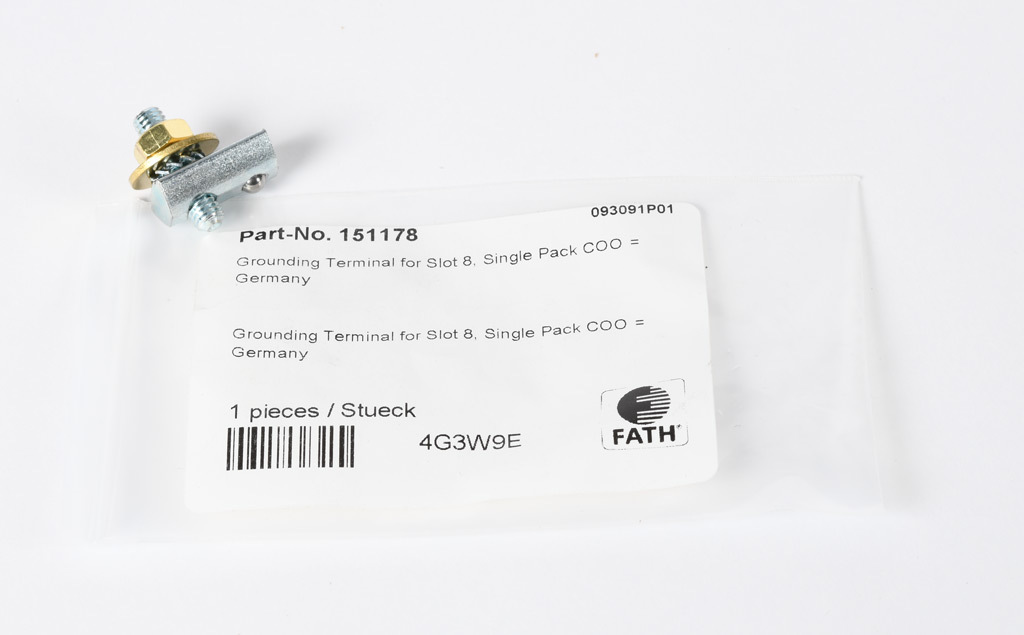 093091P01
Part-No. 151178
Grounding Terminal for Slot 8, Single Pack COO =
Germany
Grounding Terminal for Slot 8, Single Pack COO =
Germany
1 pieces / Stueck
4G3W9E
FATH